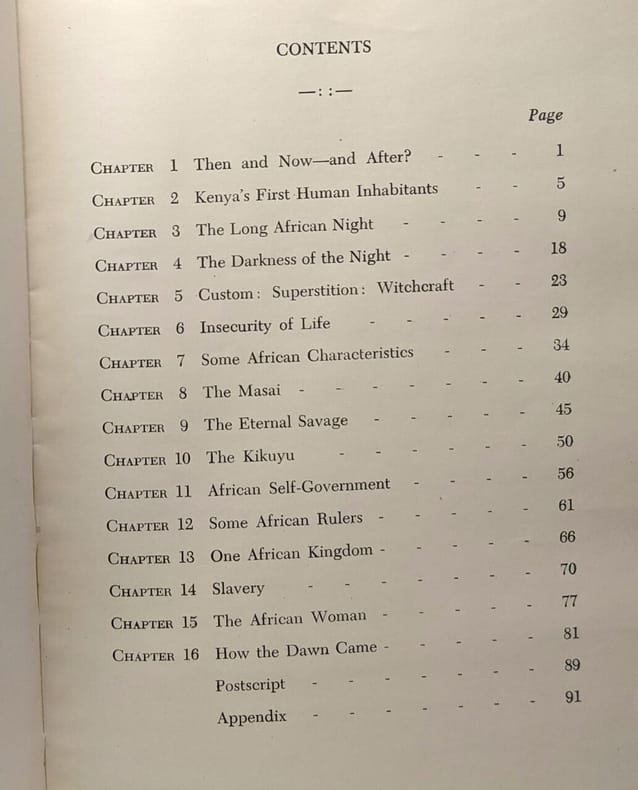 CONTENTS
—: :—
Page
CHAPTER 1 Then and Now—and After? - - - 1
CHAPTER 2 Kenya's First Human Inhabitants - - 5
CHAPTER 3 The Long African Night - - - - 9
CHAPTER 4 The Darkness of the Night - - - - 18
CHAPTER 5 Custom: Superstition: Witchcraft - - 23
CHAPTER 6 Insecurity of Life - - - - - 29
CHAPTER 7 Some African Characteristics - - - 34
CHAPTER 8 The Masai - - - - - - - 40
CHAPTER 9 The Eternal Savage - - - - - 45
CHAPTER 10 The Kikuyu - - - - - - 50
CHAPTER 11 African Self-Government - - - - 56
CHAPTER 12 Some African Rulers - - - - - 61
CHAPTER 13 One African Kingdom - - - - - 66
CHAPTER 14 Slavery - - - - - - - 70
CHAPTER 15 The African Woman - - - - - 77
CHAPTER 16 How the Dawn Came - - - - - 81
Postscript - - - - - - - 89
Appendix - - - - - - - 91